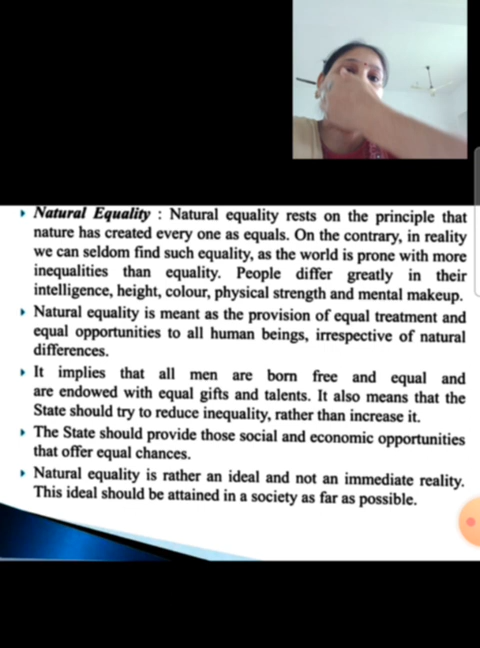 Natural Equality : Natural equality rests on the principle that
nature has created every one as equals. On the contrary, in reality
we can seldom find such equality, as the world is prone with more
inequalities than equality. People differ greatly in their
intelligence, height, colour, physical strength and mental makeup.
Natural equality is meant as the provision of equal treatment and
equal opportunities to all human beings, irrespective of natural
differences.
It implies that all men are born free and equal and
are endowed with equal gifts and talents. It also means that the
State should try to reduce inequality, rather than increase it.
The State should provide those social and economic opportunities
that offer equal chances.
Natural equality is rather an ideal and not an immediate reality.
This ideal should be attained in a society as far as possible.